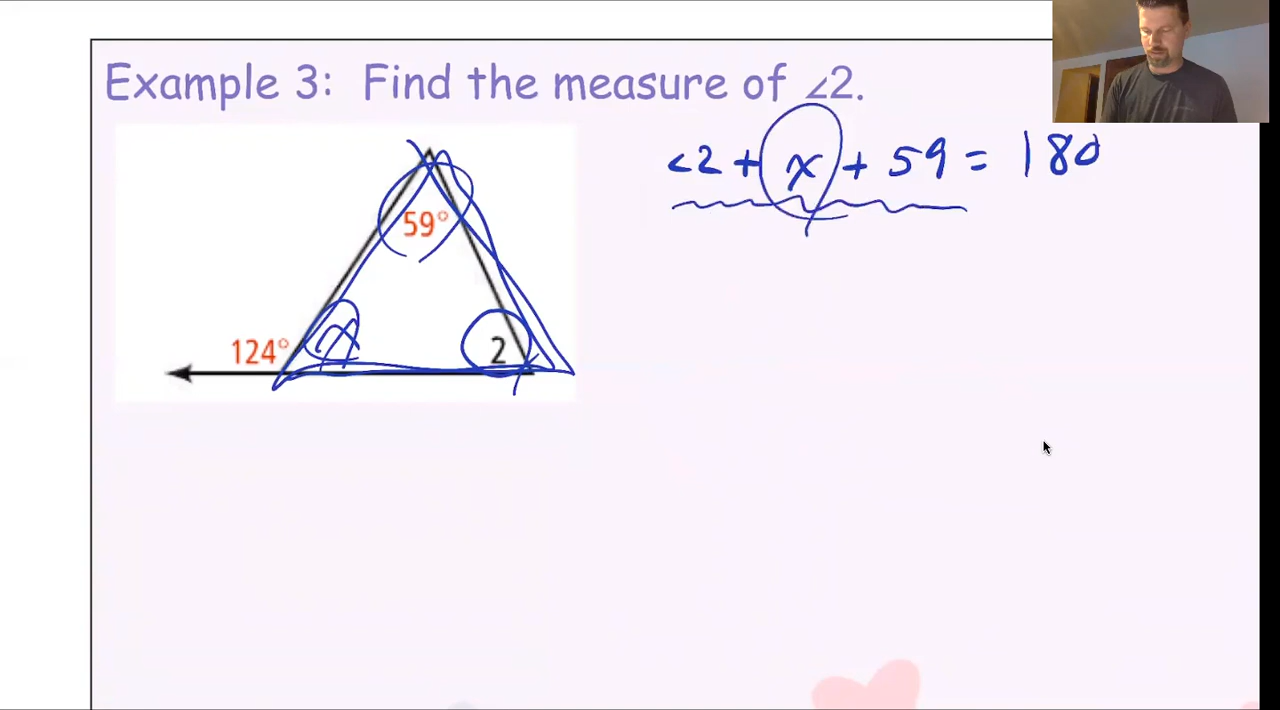 Example 3: Find the measure of ∠2.
∠2 + x + 59 = 180
59°
124°
x
2